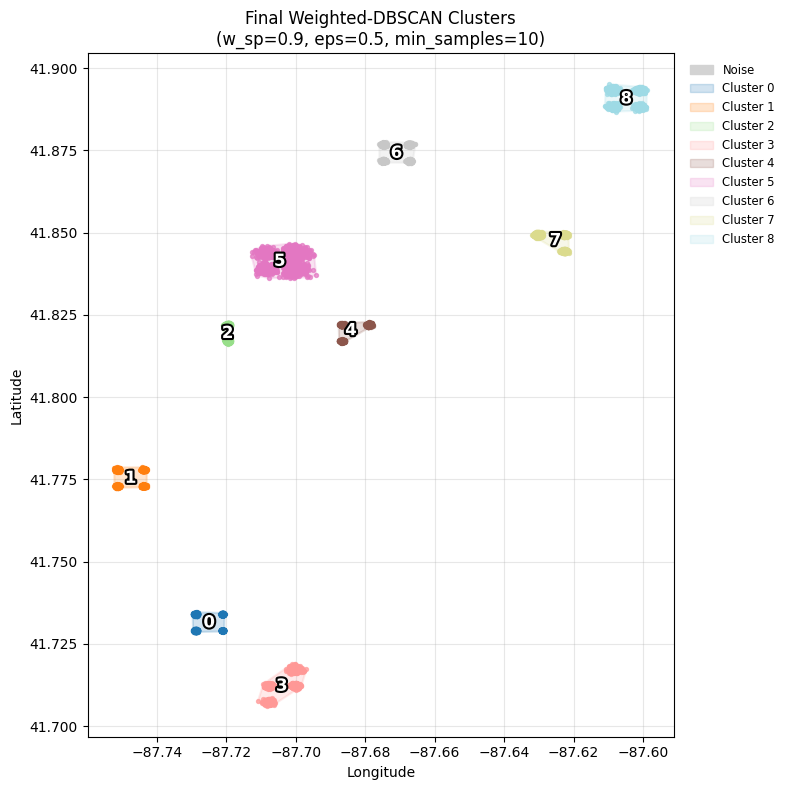 Final Weighted-DBSCAN Clusters
(w_sp=0.9, eps=0.5, min_samples=10)
41.900
41.875
41.850
41.825
41.800
41.775
41.750
41.725
41.700
Latitude
8
6
7
5
2
4
1
0
3
−87.74
−87.72
−87.70
−87.68
−87.66
−87.64
−87.62
−87.60
Longitude
Noise
Cluster 0
Cluster 1
Cluster 2
Cluster 3
Cluster 4
Cluster 5
Cluster 6
Cluster 7
Cluster 8